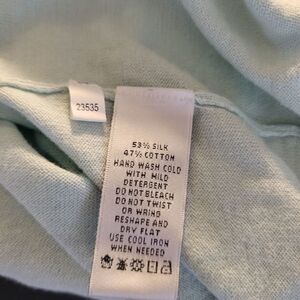 23535
53% SILK
47% COTTON
HAND WASH COLD
WITH MILD
DETERGENT
DO NOT BLEACH
DO NOT TWIST
OR WRING
RESHAPE AND
DRY FLAT
USE COOL IRON
WHEN NEEDED